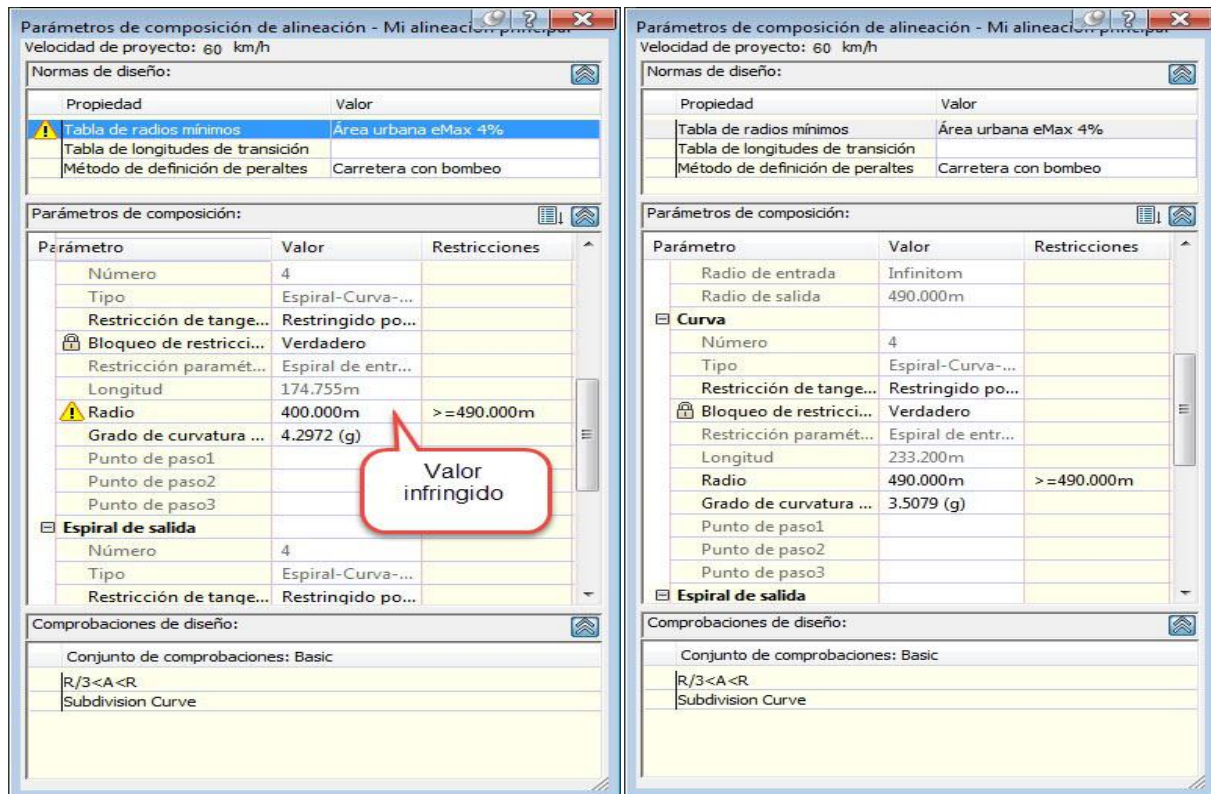 Parámetros de composición de alineación - Mi alineación principal
Velocidad de proyecto: 60 km/h
Normas de diseño:
Propiedad Valor
Tabla de radios mínimos Área urbana eMax 4%
Tabla de longitudes de transición
Método de definición de peraltes Carretera con bombeo
Parámetros de composición:
Parámetro Valor Restricciones
Número 4
Tipo Espiral-Curva-...
Restricción de tange... Restringido po...
Bloqueo de restricci... Verdadero
Restricción paramét... Espiral de entr...
Longitud 174.755m
Radio 400.000m >=490.000m
Grado de curvatura ... 4.2972 (g)
Punto de paso1
Punto de paso2
Punto de paso3
Valor
infringido
Espiral de salida
Número 4
Tipo Espiral-Curva-...
Restricción de tange... Restringido po...
Comprobaciones de diseño:
Conjunto de comprobaciones: Basic
R/3<A<R
Subdivision Curve
Parámetros de composición de alineación - Mi alineación principal
Velocidad de proyecto: 60 km/h
Normas de diseño:
Propiedad Valor
Tabla de radios mínimos Área urbana eMax 4%
Tabla de longitudes de transición
Método de definición de peraltes Carretera con bombeo
Parámetros de composición:
Parámetro Valor Restricciones
Radio de entrada Infinitom
Radio de salida 490.000m
Curva
Número 4
Tipo Espiral-Curva-...
Restricción de tange... Restringido po...
Bloqueo de restricci... Verdadero
Restricción paramét... Espiral de entr...
Longitud 233.200m
Radio 490.000m >=490.000m
Grado de curvatura ... 3.5079 (g)
Punto de paso1
Punto de paso2
Punto de paso3
Espiral de salida
Comprobaciones de diseño:
Conjunto de comprobaciones: Basic
R/3<A<R
Subdivision Curve